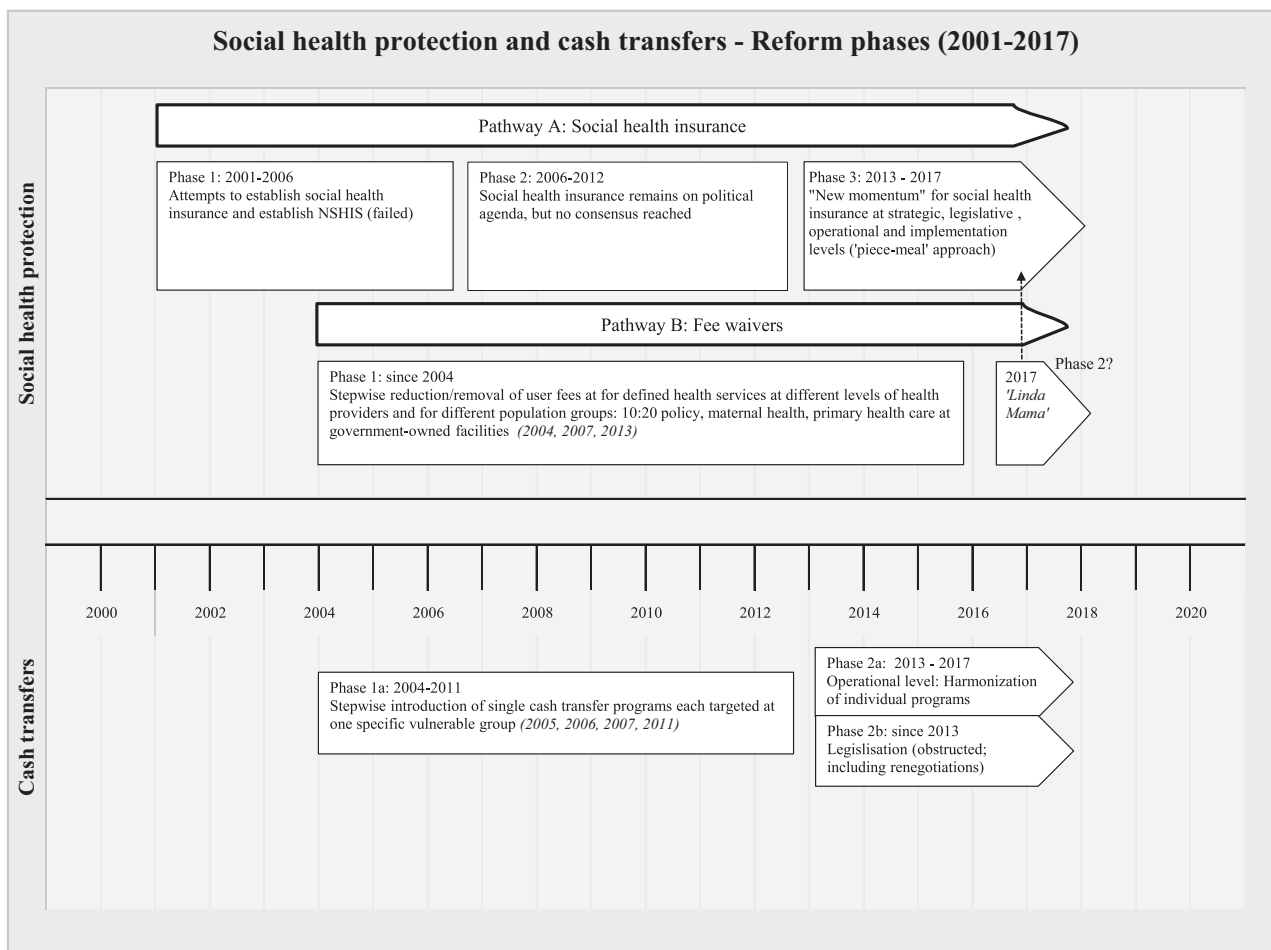 Social health protection and cash transfers - Reform phases (2001-2017)
Social health protection
Pathway A: Social health insurance
Phase 1: 2001-2006
Attempts to establish social health
insurance and establish NSHIS (failed)
Phase 2: 2006-2012
Social health insurance remains on political
agenda, but no consensus reached
Phase 3: 2013 - 2017
"New momentum" for social health
insurance at strategic, legislative ,
operational and implementation
levels ('piece-meal' approach)
Pathway B: Fee waivers
Phase 1: since 2004
Stepwise reduction/removal of user fees at for defined health services at different levels of health
providers and for different population groups: 10:20 policy, maternal health, primary health care at
government-owned facilities (2004, 2007, 2013)
Phase 2?
2017
'Linda
Mama'
2000 2002 2004 2006 2008 2010 2012 2014 2016 2018 2020
Cash transfers
Phase 1a: 2004-2011
Stepwise introduction of single cash transfer programs each targeted at
one specific vulnerable group (2005, 2006, 2007, 2011)
Phase 2a: 2013 - 2017
Operational level: Harmonization
of individual programs
Phase 2b: since 2013
Legislisation (obstructed;
including renegotiations)